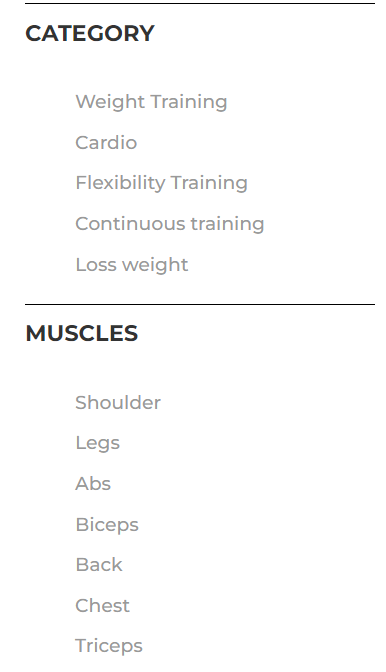 CATEGORY
Weight Training
Cardio
Flexibility Training
Continuous training
Loss weight
MUSCLES
Shoulder
Legs
Abs
Biceps
Back
Chest
Triceps